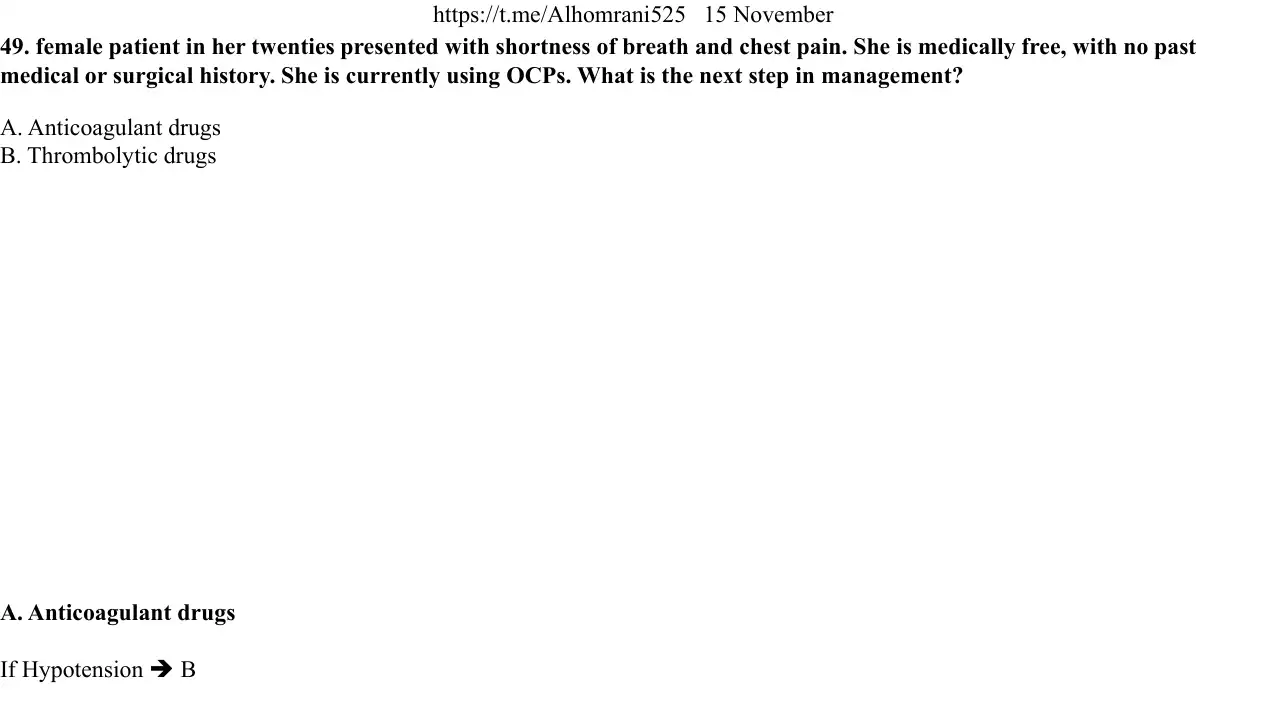 https://t.me/Alhomrani525 15 November
49. female patient in her twenties presented with shortness of breath and chest pain. She is medically free, with no past
medical or surgical history. She is currently using OCPs. What is the next step in management?
A. Anticoagulant drugs
B. Thrombolytic drugs
A. Anticoagulant drugs
If Hypotension ➔ B